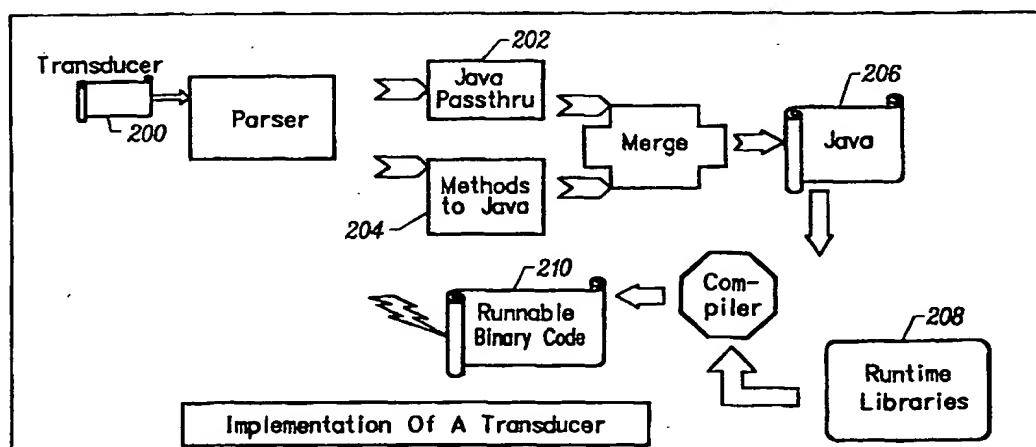 Transducer
200
Parser
202
Java
Passthru
204
Methods
to Java
Merge
206
Java
210
Runnable
Binary Code
Com-
piler
208
Runtime
Libraries
Implementation Of A Transducer